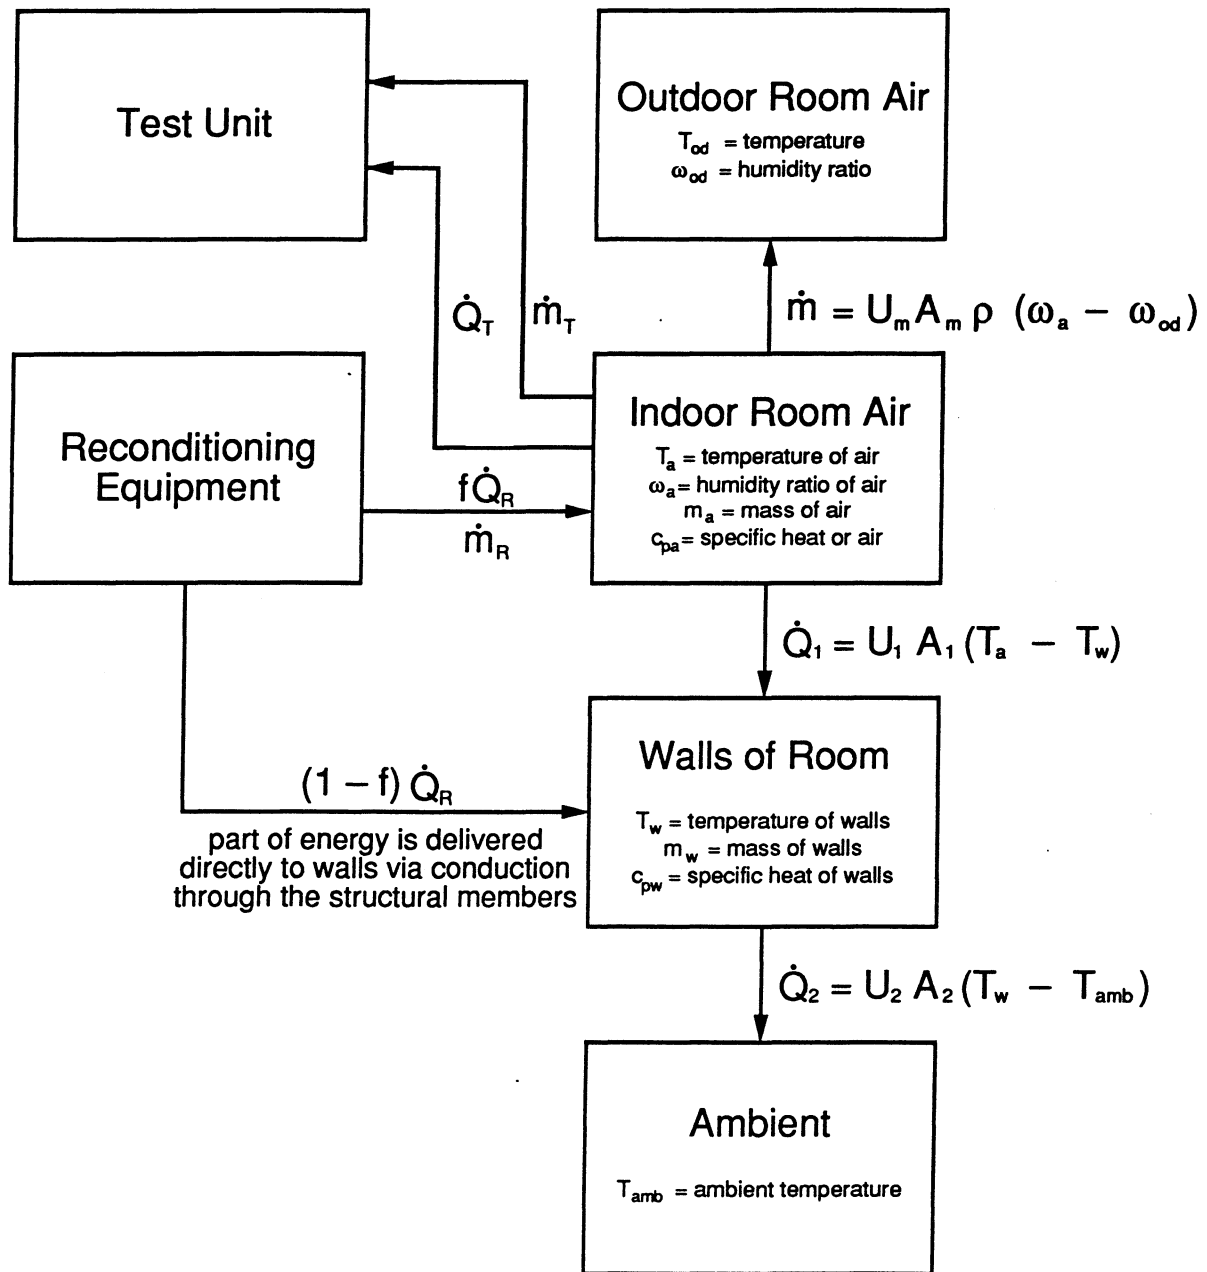 Test Unit
Outdoor Room Air
T_od = temperature
ω_od = humidity ratio
Q̇_T
ṁ_T
ṁ = U_m A_m ρ (ω_a − ω_od)
Reconditioning
Equipment
fQ̇_R
ṁ_R
Indoor Room Air
T_a = temperature of air
ω_a = humidity ratio of air
m_a = mass of air
c_pa = specific heat or air
Q̇_1 = U_1 A_1 (T_a − T_w)
(1 − f) Q̇_R
part of energy is delivered
directly to walls via conduction
through the structural members
Walls of Room
T_w = temperature of walls
m_w = mass of walls
c_pw = specific heat of walls
Q̇_2 = U_2 A_2 (T_w − T_amb)
Ambient
T_amb = ambient temperature